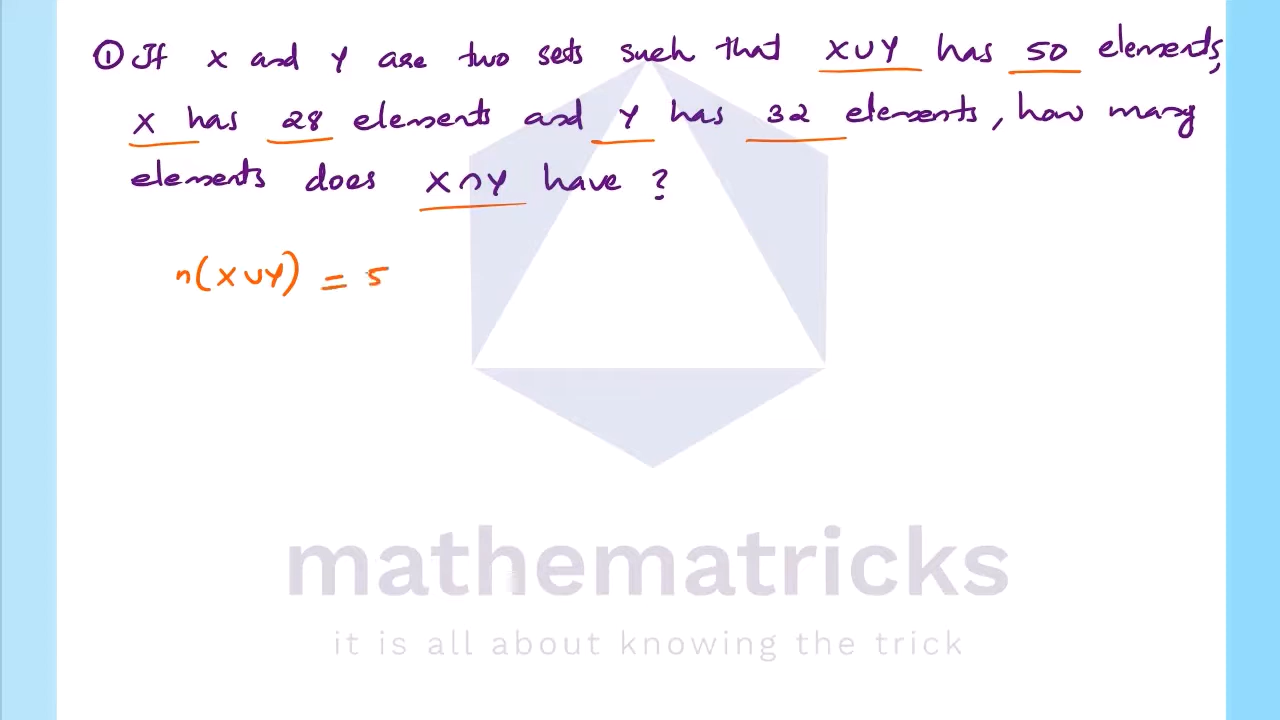 ① If X and Y are two sets such that X∪Y has 50 elements,
X has 28 elements and Y has 32 elements, how many
elements does X∩Y have ?
n(X∪Y) = 5
mathematricks
it is all about knowing the trick